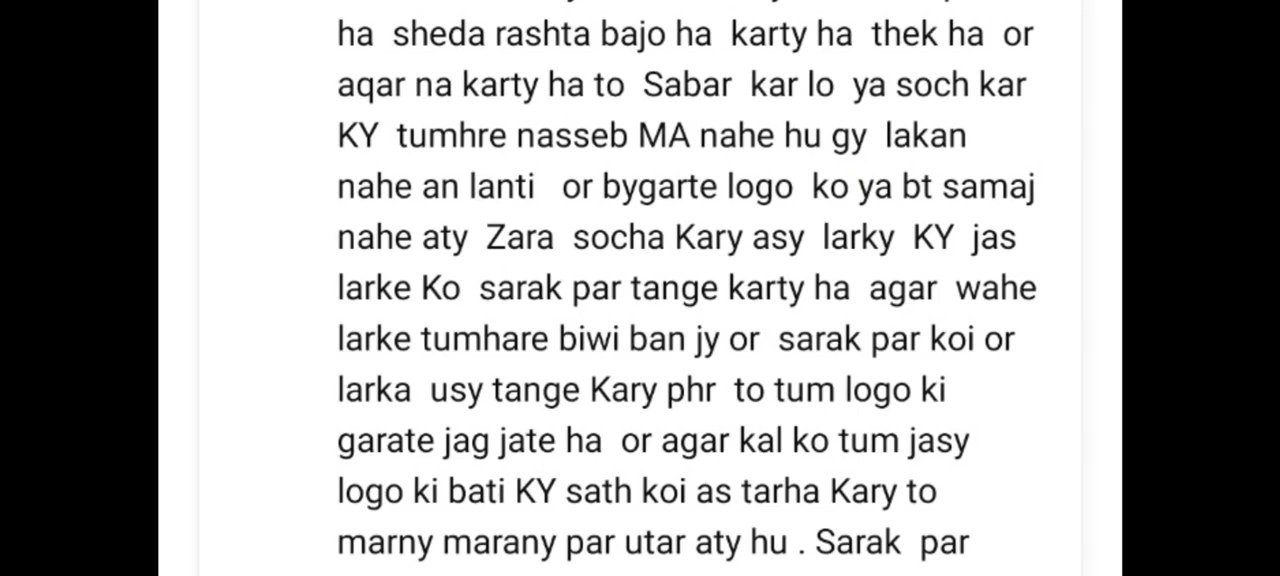 ha sheda rashta bajo ha karty ha thek ha or
aqar na karty ha to Sabar kar lo ya soch kar
KY tumhre nasseb MA nahe hu gy lakan
nahe an lanti or bygarte logo ko ya bt samaj
nahe aty Zara socha Kary asy larky KY jas
larke Ko sarak par tange karty ha agar wahe
larke tumhare biwi ban jy or sarak par koi or
larka usy tange Kary phr to tum logo ki
garate jag jate ha or agar kal ko tum jasy
logo ki bati KY sath koi as tarha Kary to
marny marany par utar aty hu . Sarak par